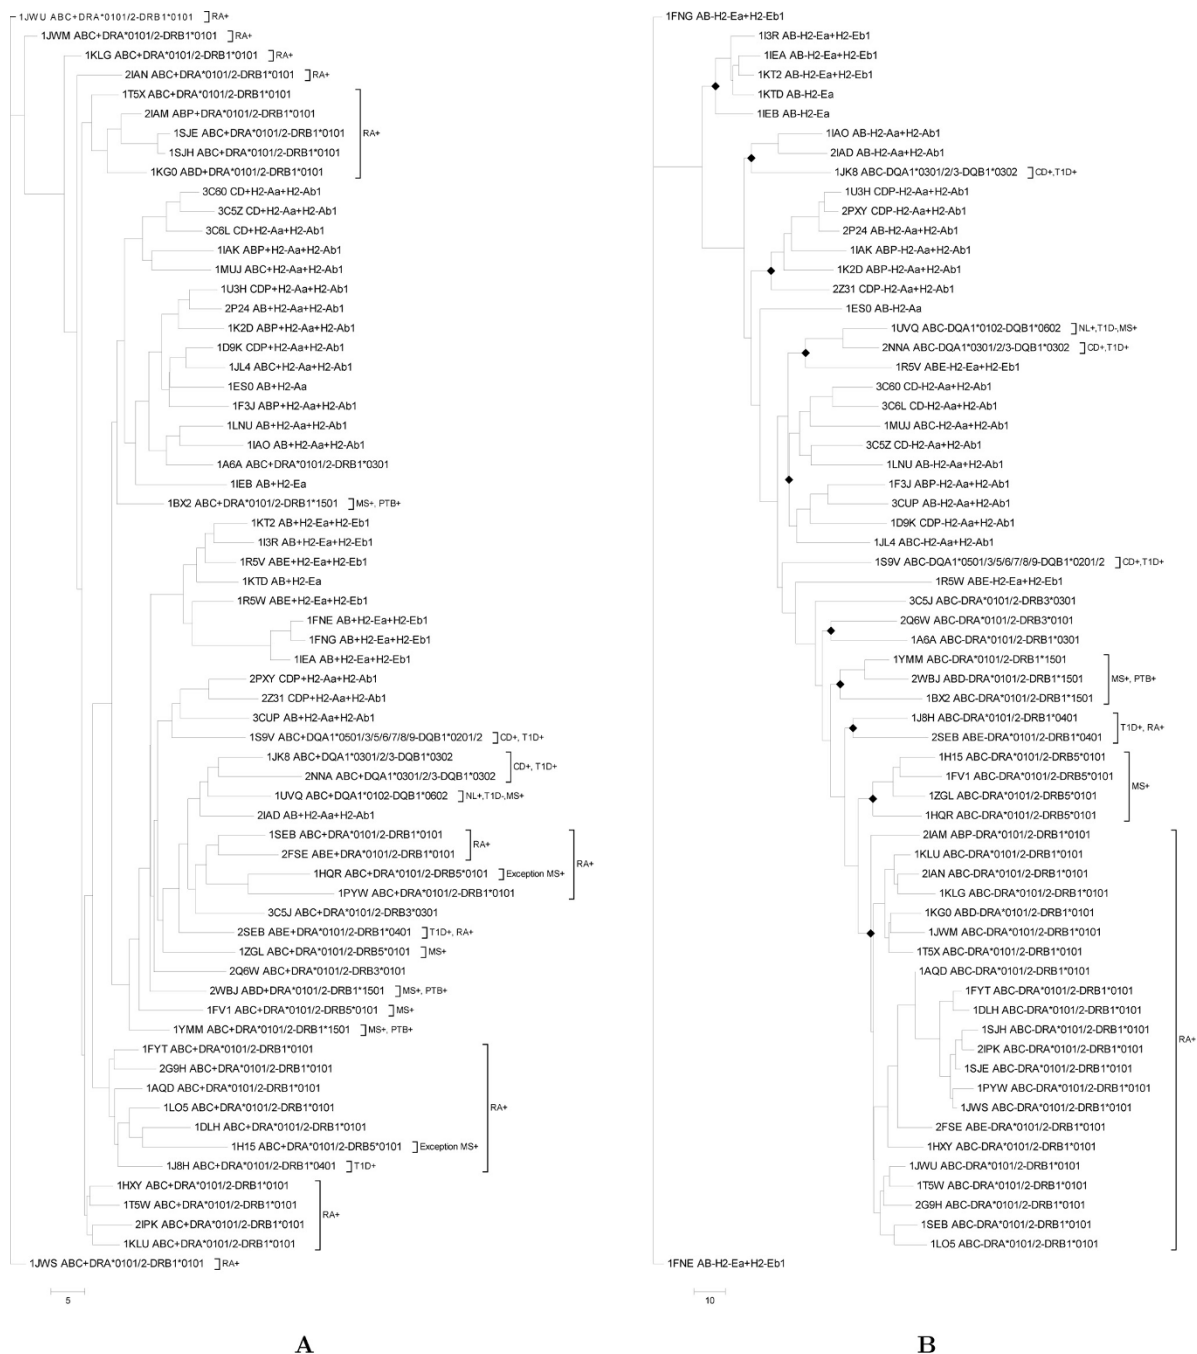 1JWU ABC+DRA*0101/2-DRB1*0101 RA+
1JWM ABC+DRA*0101/2-DRB1*0101 RA+
1KLG ABC+DRA*0101/2-DRB1*0101 RA+
2IAN ABC+DRA*0101/2-DRB1*0101 RA+
1T5X ABC+DRA*0101/2-DRB1*0101
2IAM ABP+DRA*0101/2-DRB1*0101
1SJE ABC+DRA*0101/2-DRB1*0101
RA+
1SJH ABC+DRA*0101/2-DRB1*0101
1KG0 ABD+DRA*0101/2-DRB1*0101
3C60 CD+H2-Aa+H2-Ab1
3C5Z CD+H2-Aa+H2-Ab1
3C6L CD+H2-Aa+H2-Ab1
1IAK ABP+H2-Aa+H2-Ab1
1MUJ ABC+H2-Aa+H2-Ab1
1U3H CDP+H2-Aa+H2-Ab1
2P24 AB+H2-Aa+H2-Ab1
1K2D ABP+H2-Aa+H2-Ab1
1D9K CDP+H2-Aa+H2-Ab1
1JL4 ABC+H2-Aa+H2-Ab1
1ES0 AB+H2-Aa
1F3J ABP+H2-Aa+H2-Ab1
1LNU AB+H2-Aa+H2-Ab1
1IAO AB+H2-Aa+H2-Ab1
1A6A ABC+DRA*0101/2-DRB1*0301
1IEB AB+H2-Ea
1BX2 ABC+DRA*0101/2-DRB1*1501 MS+, PTB+
1KT2 AB+H2-Ea+H2-Eb1
1I3R AB+H2-Ea+H2-Eb1
1R5V ABE+H2-Ea+H2-Eb1
1KTD AB+H2-Ea
1R5W ABE+H2-Ea+H2-Eb1
1FNE AB+H2-Ea+H2-Eb1
1FNG AB+H2-Ea+H2-Eb1
1IEA AB+H2-Ea+H2-Eb1
2PXY CDP+H2-Aa+H2-Ab1
2Z31 CDP+H2-Aa+H2-Ab1
3CUP AB+H2-Aa+H2-Ab1
1S9V ABC+DQA1*0501/3/5/6/7/8/9-DQB1*0201/2 CD+, T1D+
1JK8 ABC+DQA1*0301/2/3-DQB1*0302
CD+, T1D+
2NNA ABC+DQA1*0301/2/3-DQB1*0302
1UVQ ABC+DQA1*0102-DQB1*0602 NL+,T1D-,MS+
2IAD AB+H2-Aa+H2-Ab1
1SEB ABC+DRA*0101/2-DRB1*0101
RA+
2FSE ABE+DRA*0101/2-DRB1*0101
RA+
1HQR ABC+DRA*0101/2-DRB5*0101 Exception MS+
1PYW ABC+DRA*0101/2-DRB1*0101
3C5J ABC+DRA*0101/2-DRB3*0301
2SEB ABE+DRA*0101/2-DRB1*0401 T1D+, RA+
1ZGL ABC+DRA*0101/2-DRB5*0101 MS+
2Q6W ABC+DRA*0101/2-DRB3*0101
2WBJ ABD+DRA*0101/2-DRB1*1501 MS+, PTB+
1FV1 ABC+DRA*0101/2-DRB5*0101 MS+
1YMM ABC+DRA*0101/2-DRB1*1501 MS+, PTB+
1FYT ABC+DRA*0101/2-DRB1*0101
2G9H ABC+DRA*0101/2-DRB1*0101
1AQD ABC+DRA*0101/2-DRB1*0101
1LO5 ABC+DRA*0101/2-DRB1*0101
RA+
1DLH ABC+DRA*0101/2-DRB1*0101
1H15 ABC+DRA*0101/2-DRB5*0101 Exception MS+
1J8H ABC+DRA*0101/2-DRB1*0401 T1D+
1HXY ABC+DRA*0101/2-DRB1*0101
1T5W ABC+DRA*0101/2-DRB1*0101
RA+
2IPK ABC+DRA*0101/2-DRB1*0101
1KLU ABC+DRA*0101/2-DRB1*0101
1JWS ABC+DRA*0101/2-DRB1*0101 RA+
5
A
1FNG AB-H2-Ea+H2-Eb1
1I3R AB-H2-Ea+H2-Eb1
1IEA AB-H2-Ea+H2-Eb1
1KT2 AB-H2-Ea+H2-Eb1
1KTD AB-H2-Ea
1IEB AB-H2-Ea
1IAO AB-H2-Aa+H2-Ab1
2IAD AB-H2-Aa+H2-Ab1
1JK8 ABC-DQA1*0301/2/3-DQB1*0302 CD+,T1D+
1U3H CDP-H2-Aa+H2-Ab1
2PXY CDP-H2-Aa+H2-Ab1
2P24 AB-H2-Aa+H2-Ab1
1IAK ABP-H2-Aa+H2-Ab1
1K2D ABP-H2-Aa+H2-Ab1
2Z31 CDP-H2-Aa+H2-Ab1
1ES0 AB-H2-Aa
1UVQ ABC-DQA1*0102-DQB1*0602 NL+,T1D-,MS+
2NNA ABC-DQA1*0301/2/3-DQB1*0302 CD+,T1D+
1R5V ABE-H2-Ea+H2-Eb1
3C60 CD-H2-Aa+H2-Ab1
3C6L CD-H2-Aa+H2-Ab1
1MUJ ABC-H2-Aa+H2-Ab1
3C5Z CD-H2-Aa+H2-Ab1
1LNU AB-H2-Aa+H2-Ab1
1F3J ABP-H2-Aa+H2-Ab1
3CUP AB-H2-Aa+H2-Ab1
1D9K CDP-H2-Aa+H2-Ab1
1JL4 ABC-H2-Aa+H2-Ab1
1S9V ABC-DQA1*0501/3/5/6/7/8/9-DQB1*0201/2 CD+,T1D+
1R5W ABE-H2-Ea+H2-Eb1
3C5J ABC-DRA*0101/2-DRB3*0301
2Q6W ABC-DRA*0101/2-DRB3*0101
1A6A ABC-DRA*0101/2-DRB1*0301
1YMM ABC-DRA*0101/2-DRB1*1501
2WBJ ABD-DRA*0101/2-DRB1*1501 MS+, PTB+
1BX2 ABC-DRA*0101/2-DRB1*1501
1J8H ABC-DRA*0101/2-DRB1*0401
T1D+, RA+
2SEB ABE-DRA*0101/2-DRB1*0401
1H15 ABC-DRA*0101/2-DRB5*0101
1FV1 ABC-DRA*0101/2-DRB5*0101
MS+
1ZGL ABC-DRA*0101/2-DRB5*0101
1HQR ABC-DRA*0101/2-DRB5*0101
2IAM ABP-DRA*0101/2-DRB1*0101
1KLU ABC-DRA*0101/2-DRB1*0101
2IAN ABC-DRA*0101/2-DRB1*0101
1KLG ABC-DRA*0101/2-DRB1*0101
1KG0 ABD-DRA*0101/2-DRB1*0101
1JWM ABC-DRA*0101/2-DRB1*0101
1T5X ABC-DRA*0101/2-DRB1*0101
1AQD ABC-DRA*0101/2-DRB1*0101
1FYT ABC-DRA*0101/2-DRB1*0101
1DLH ABC-DRA*0101/2-DRB1*0101
1SJH ABC-DRA*0101/2-DRB1*0101
RA+
2IPK ABC-DRA*0101/2-DRB1*0101
1SJE ABC-DRA*0101/2-DRB1*0101
1PYW ABC-DRA*0101/2-DRB1*0101
1JWS ABC-DRA*0101/2-DRB1*0101
2FSE ABE-DRA*0101/2-DRB1*0101
1HXY ABC-DRA*0101/2-DRB1*0101
1JWU ABC-DRA*0101/2-DRB1*0101
1T5W ABC-DRA*0101/2-DRB1*0101
2G9H ABC-DRA*0101/2-DRB1*0101
1SEB ABC-DRA*0101/2-DRB1*0101
1LO5 ABC-DRA*0101/2-DRB1*0101
1FNE AB-H2-Ea+H2-Eb1
10
B